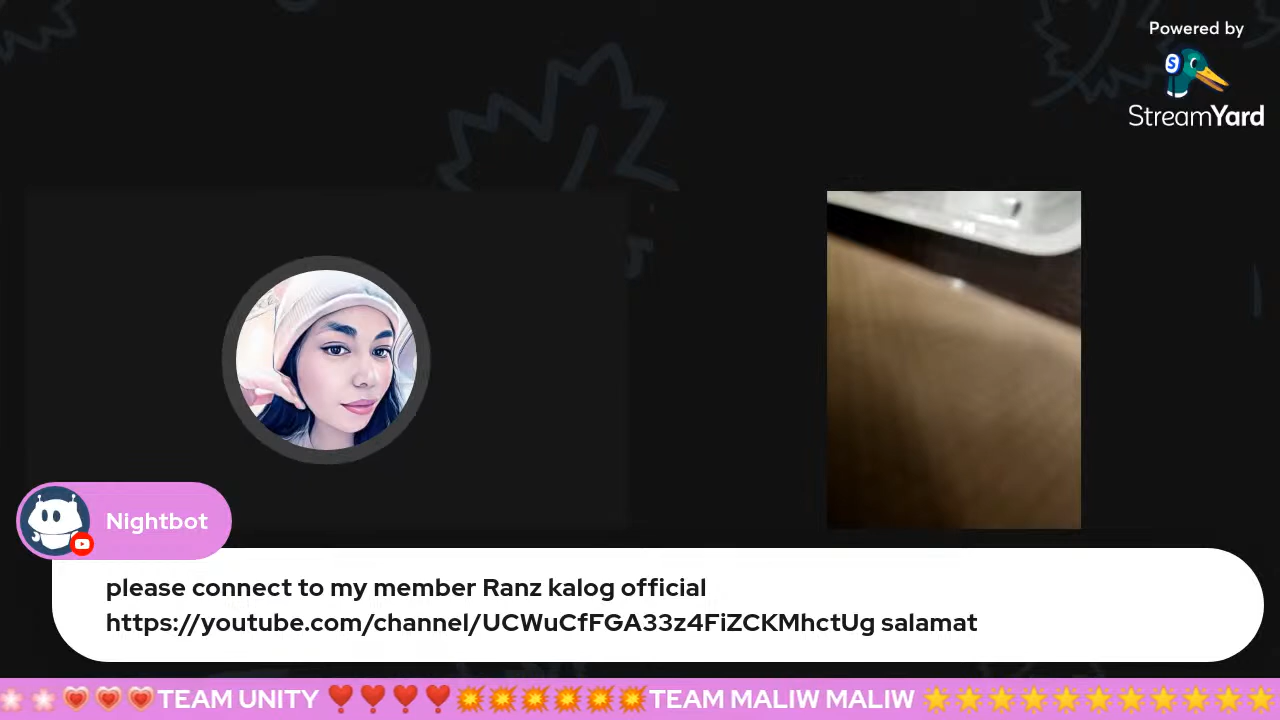 Powered by
StreamYard
Nightbot
please connect to my member Ranz kalog official
https://youtube.com/channel/UCWuCfFGA33z4FiZCKMhctUg salamat
🌸 🌸 💗 💗 💗 TEAM UNITY ❣️❣️❣️❣️💥💥💥💥💥💥TEAM MALIW MALIW 🌟🌟🌟🌟🌟🌟🌟🌟🌟🌟🌟